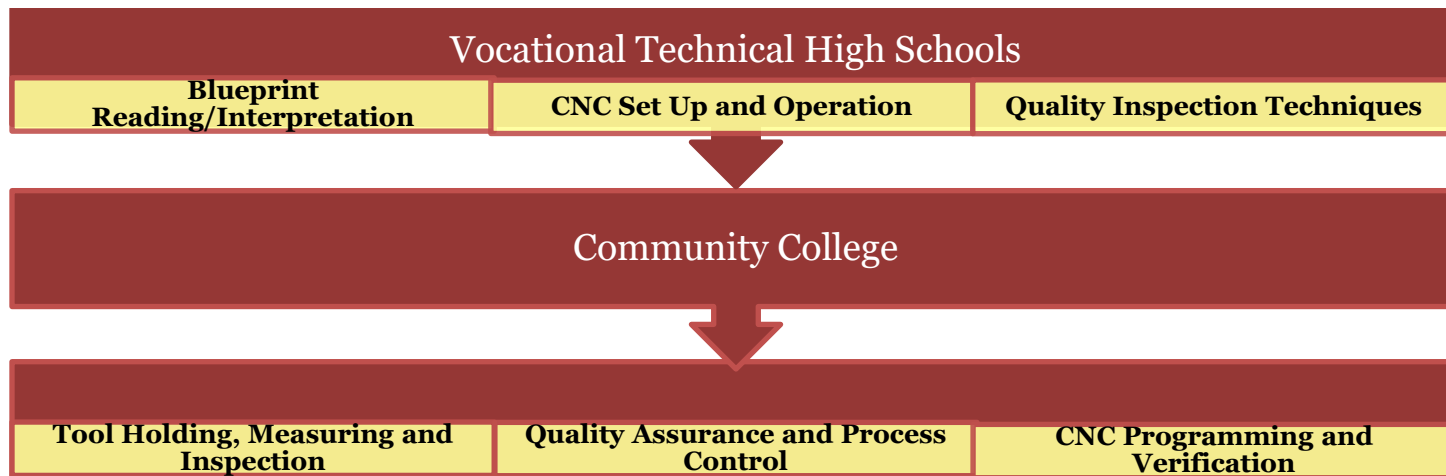 Vocational Technical High Schools
Blueprint
Reading/Interpretation
CNC Set Up and Operation
Quality Inspection Techniques
Community College
Tool Holding, Measuring and
Inspection
Quality Assurance and Process
Control
CNC Programming and
Verification